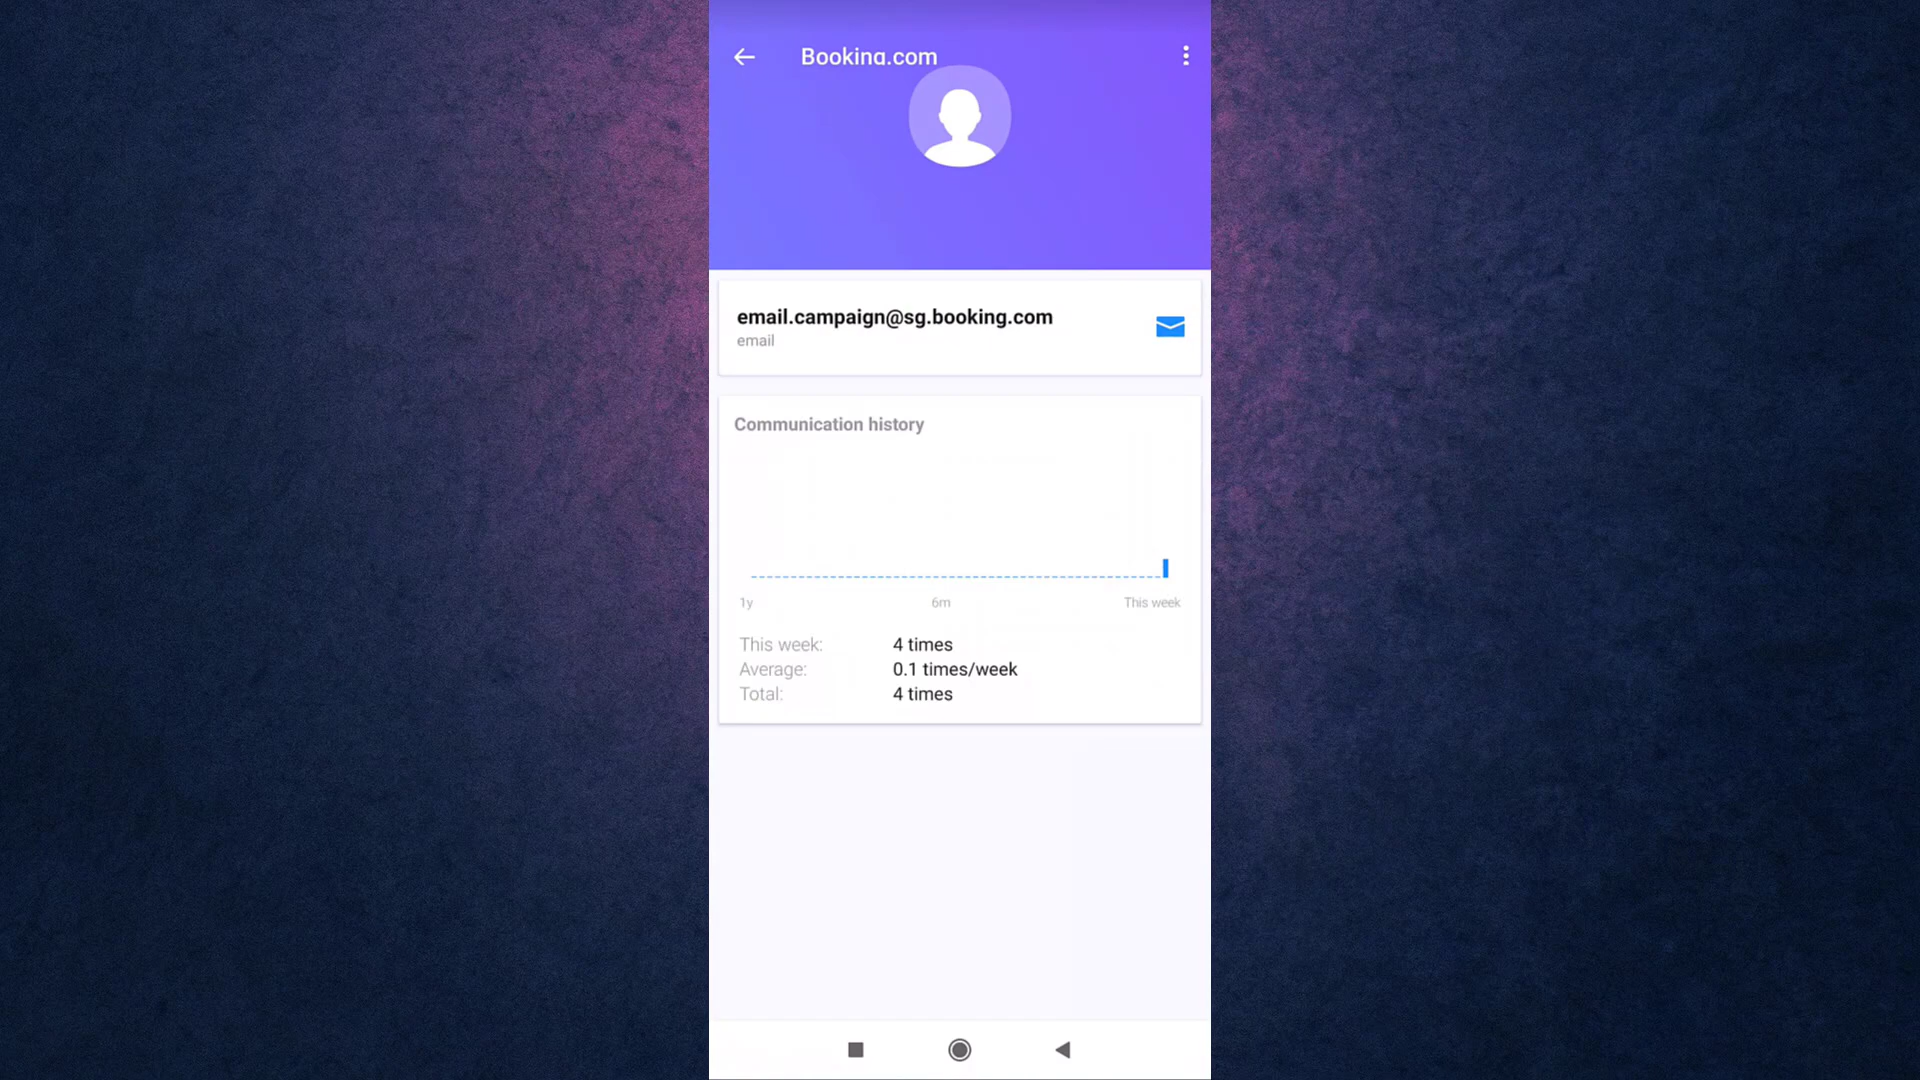 Booking.com
email.campaign@sg.booking.com
email
Communication history
1y 6m This week
This week: 4 times
Average: 0.1 times/week
Total: 4 times